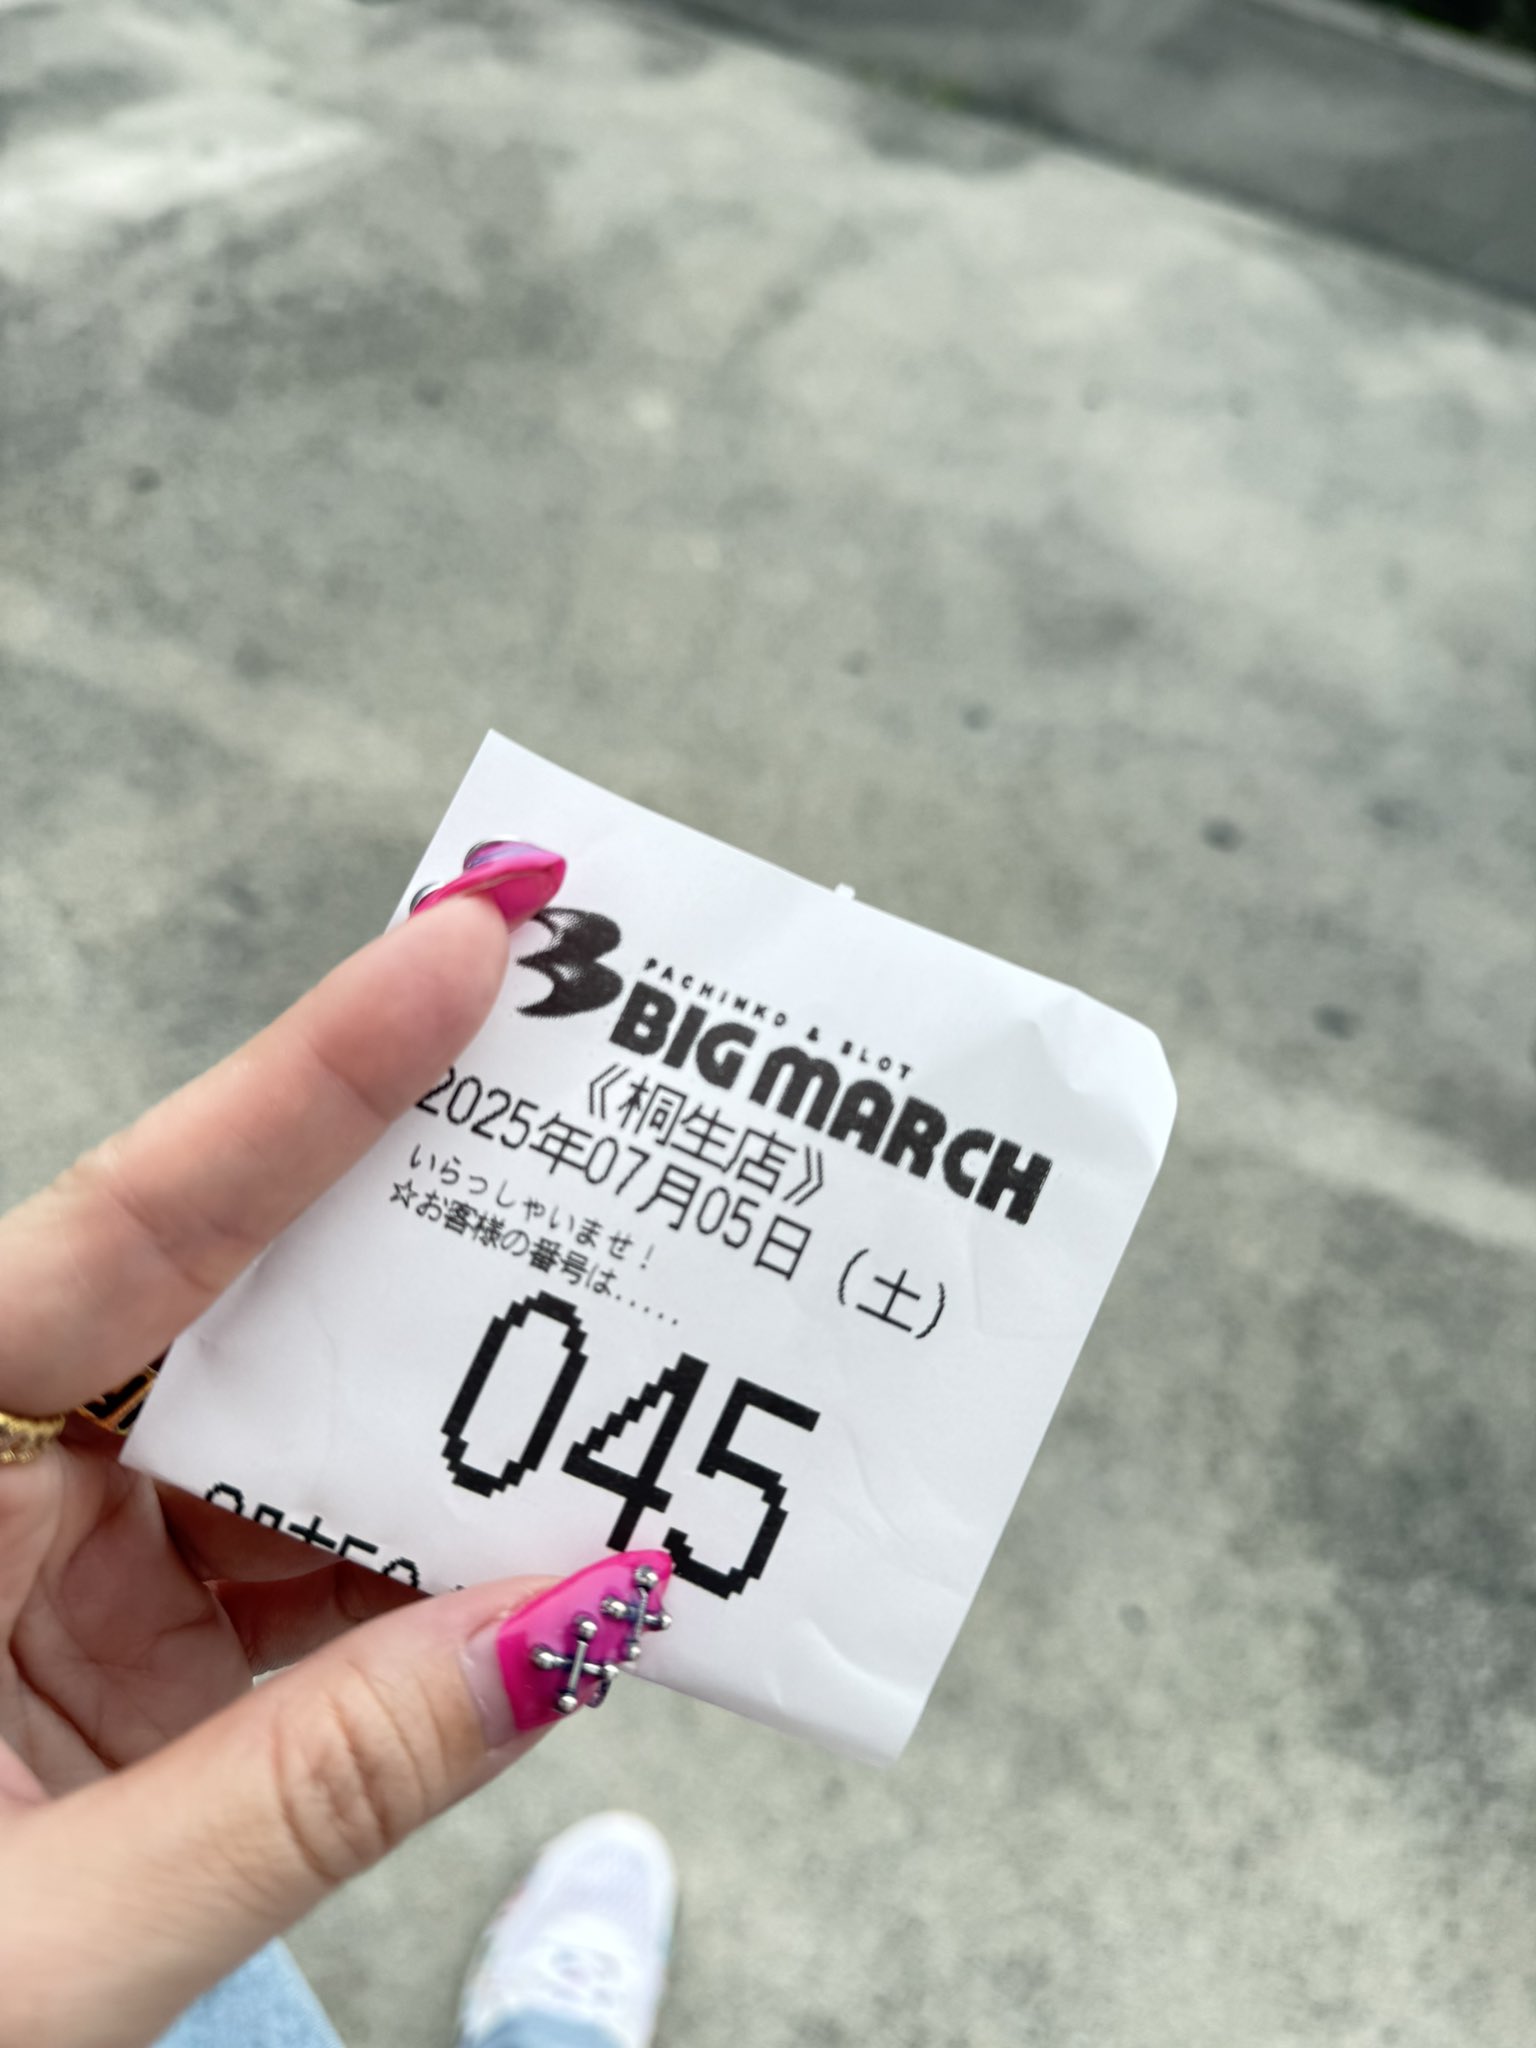 PACHINKO & SLOT
BIG MARCH
《桐生店》
2025年07月05日(土)
いらっしゃいませ!
☆お客様の番号は.....
045